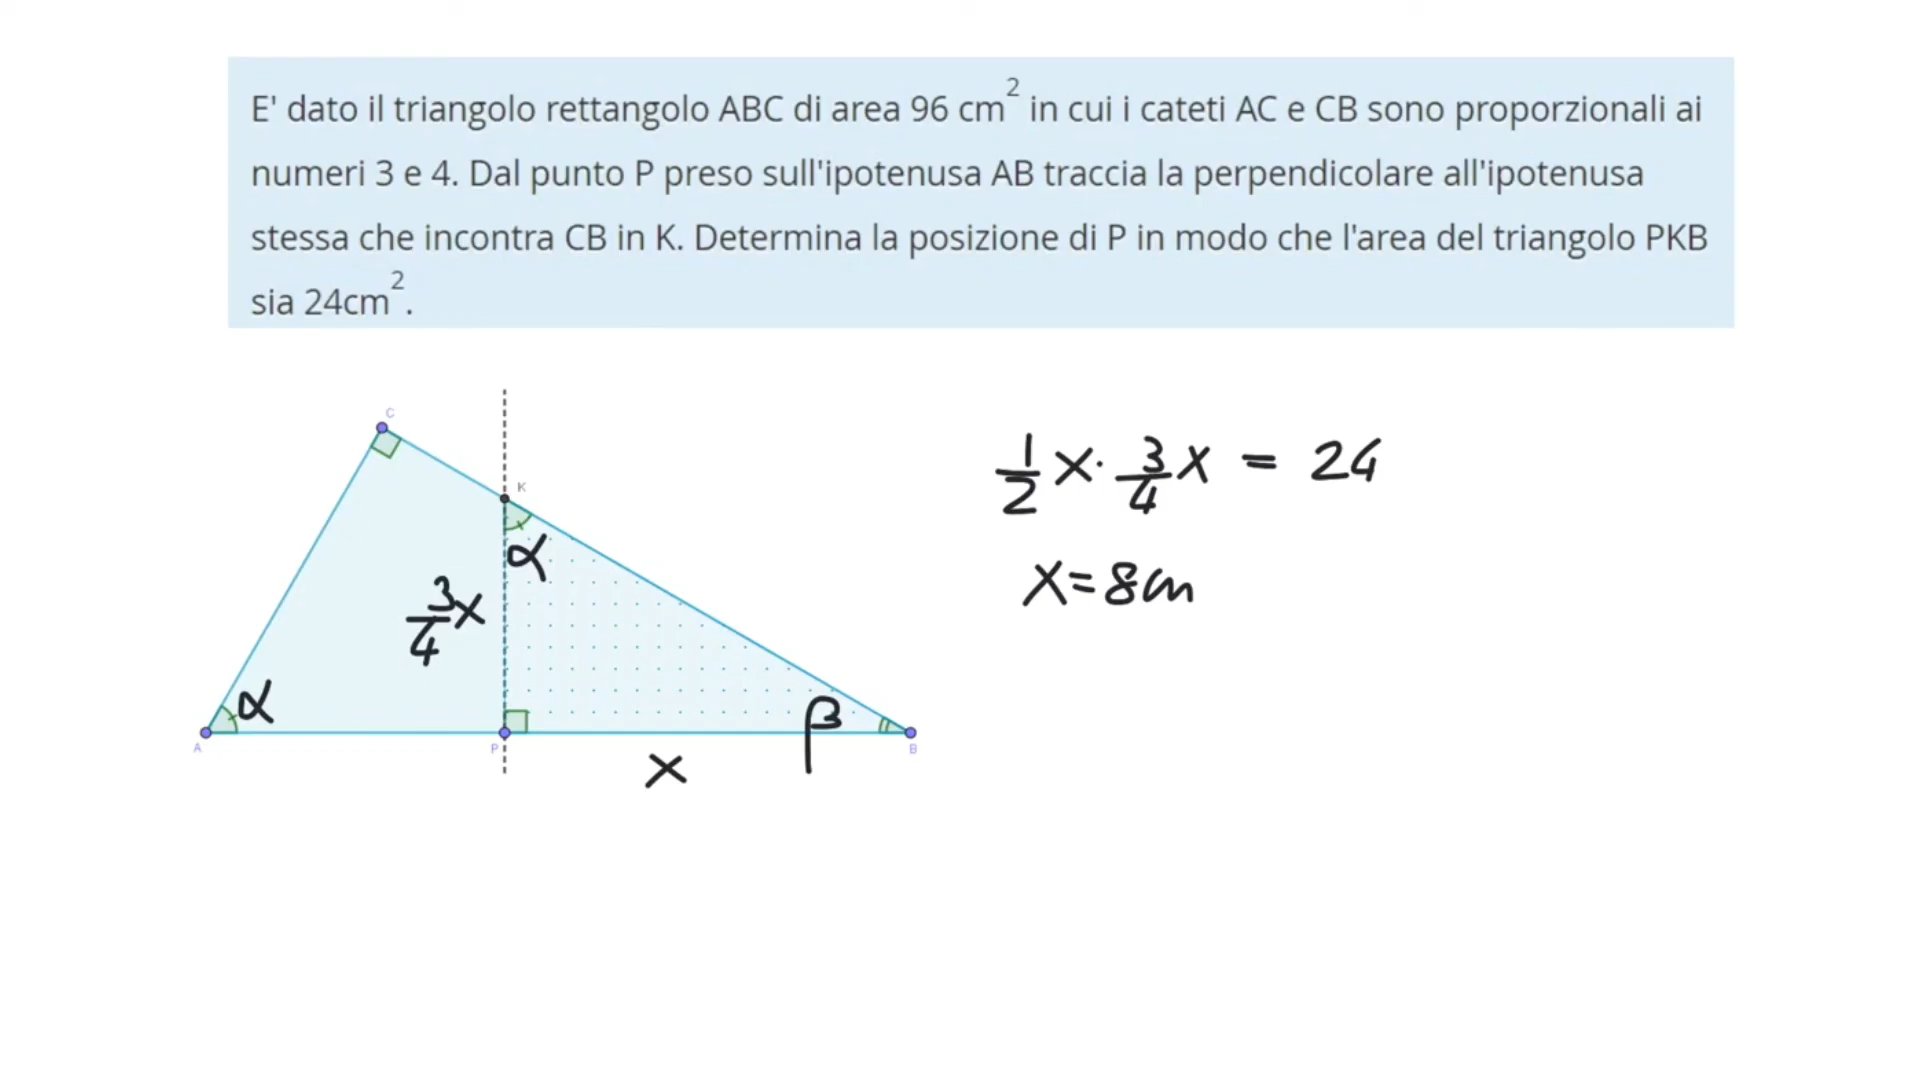 E' dato il triangolo rettangolo ABC di area 96 cm² in cui i cateti AC e CB sono proporzionali ai
numeri 3 e 4. Dal punto P preso sull'ipotenusa AB traccia la perpendicolare all'ipotenusa
stessa che incontra CB in K. Determina la posizione di P in modo che l'area del triangolo PKB
sia 24cm².
C
K
α
3/4 x
α
β
A
P
B
x
1/2 x · 3/4 x = 24
x = 8cm